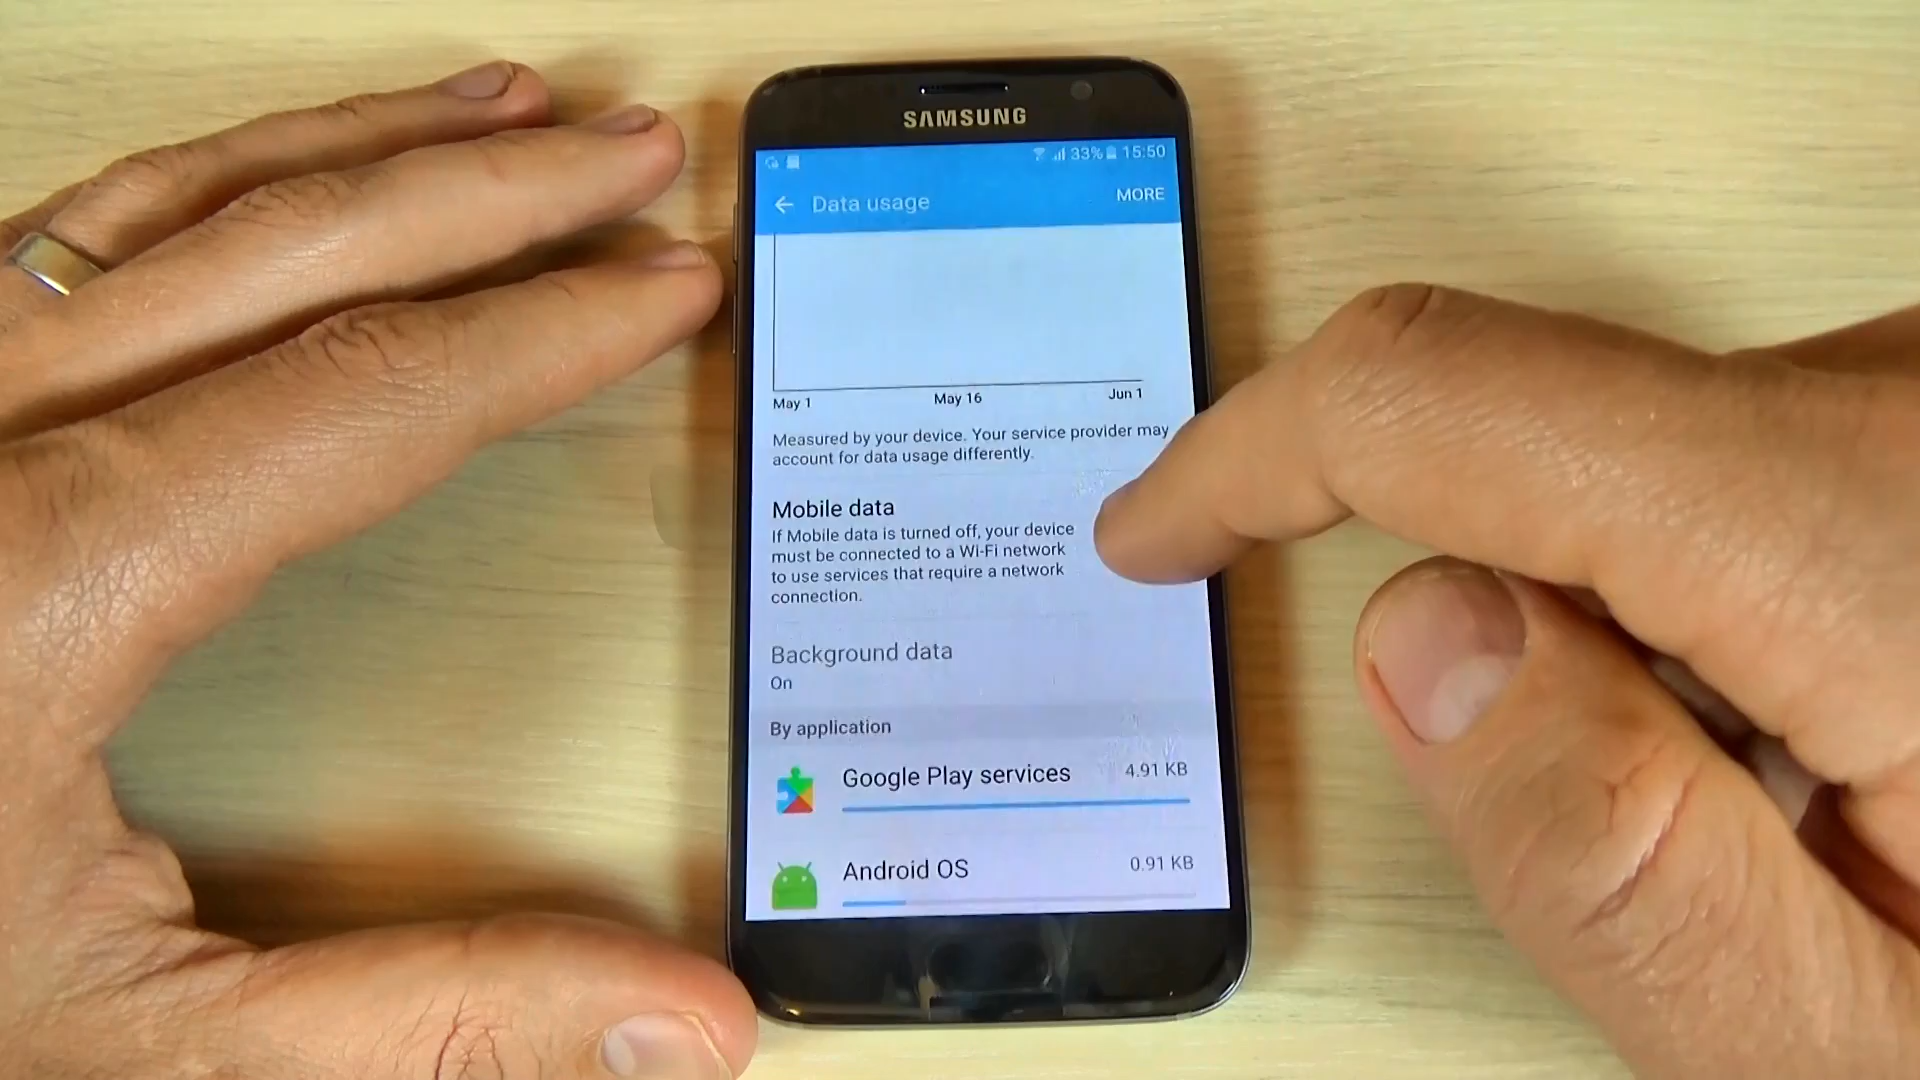 SAMSUNG
33% 15:50
Data usage
MORE
May 1
May 16
Jun 1
Measured by your device. Your service provider may
account for data usage differently.
Mobile data
If Mobile data is turned off, your device
must be connected to a Wi-Fi network
to use services that require a network
connection.
Background data
On
By application
Google Play services
4.91 KB
Android OS
0.91 KB